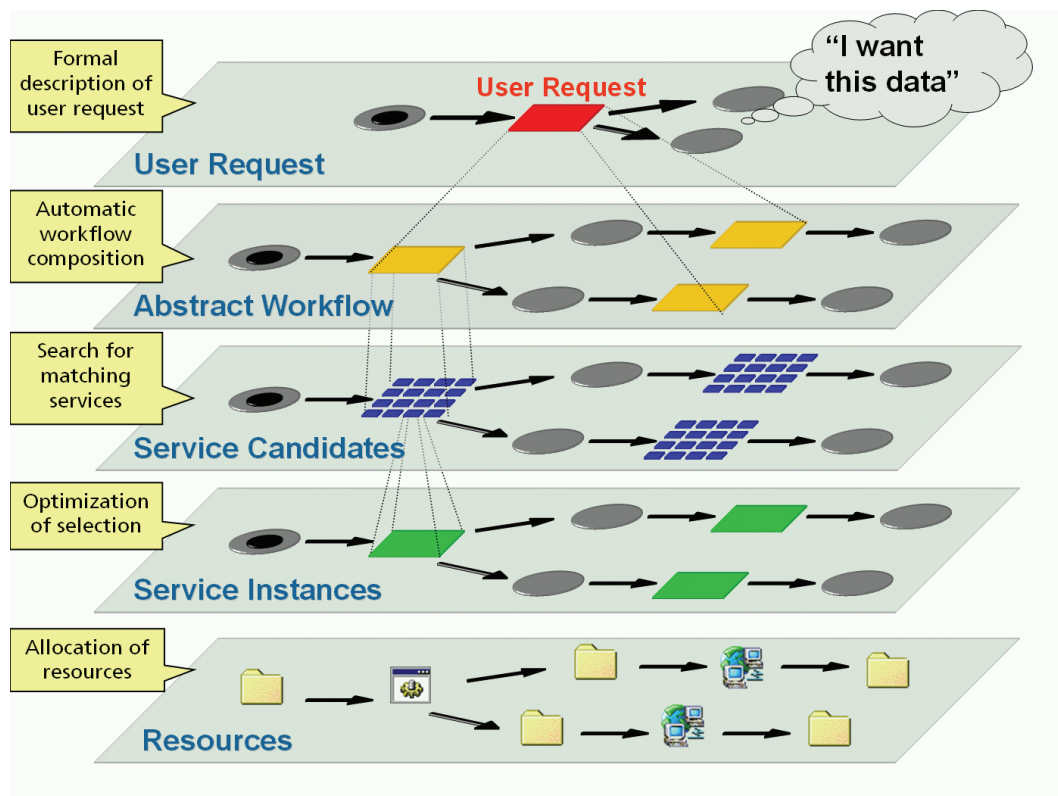 Formal
description of
user request
“I want
this data”
User Request
User Request
Automatic
workflow
composition
Abstract Workflow
Search for
matching
services
Service Candidates
Optimization
of selection
Service Instances
Allocation of
resources
Resources